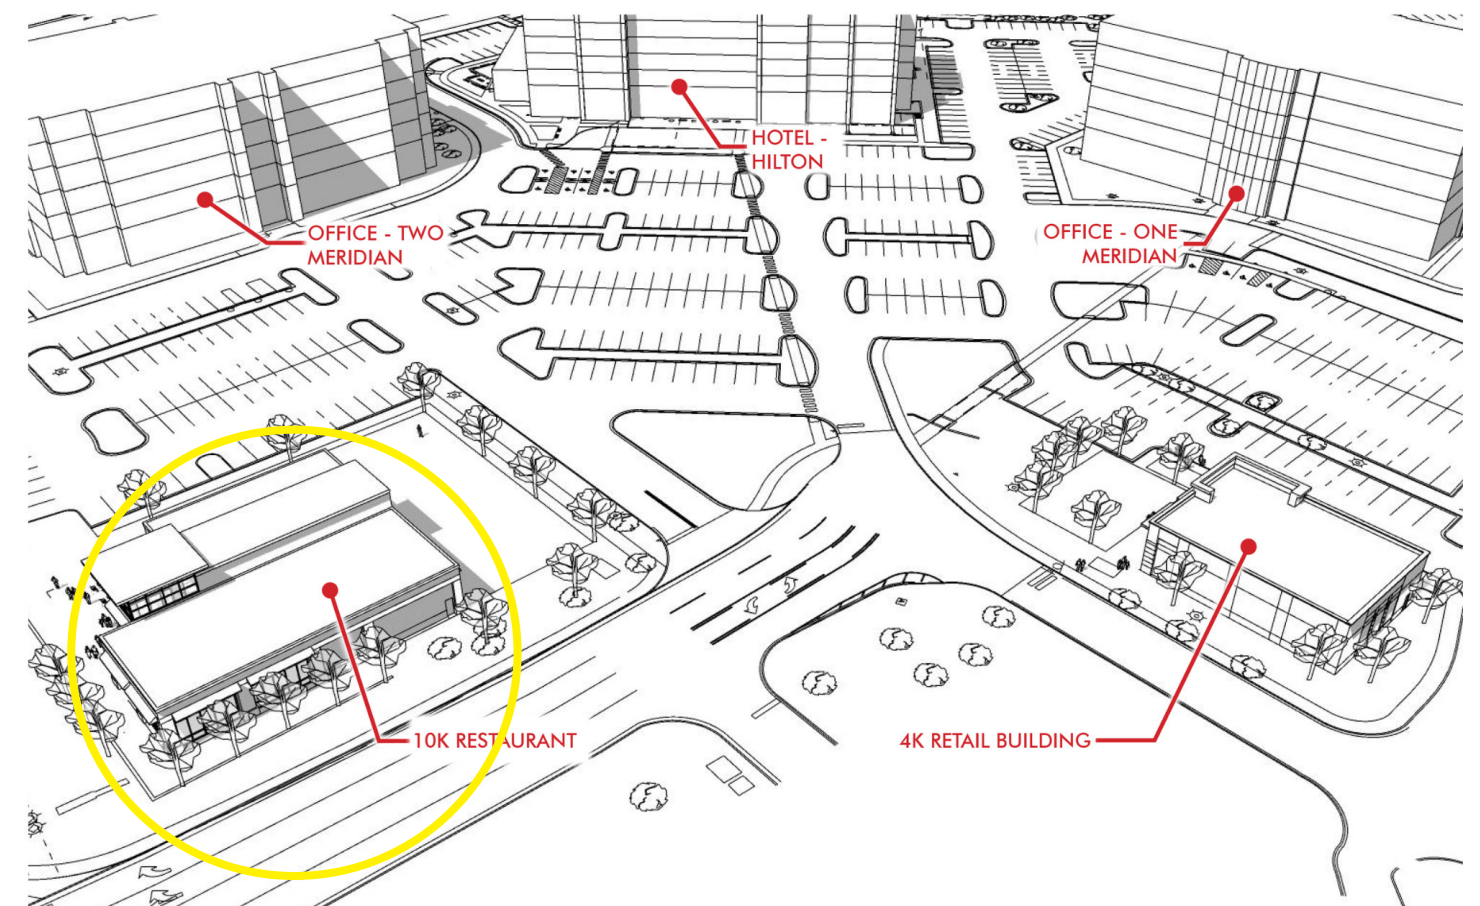 HOTEL -
HILTON
OFFICE - TWO
MERIDIAN
OFFICE - ONE
MERIDIAN
10K RESTAURANT
4K RETAIL BUILDING